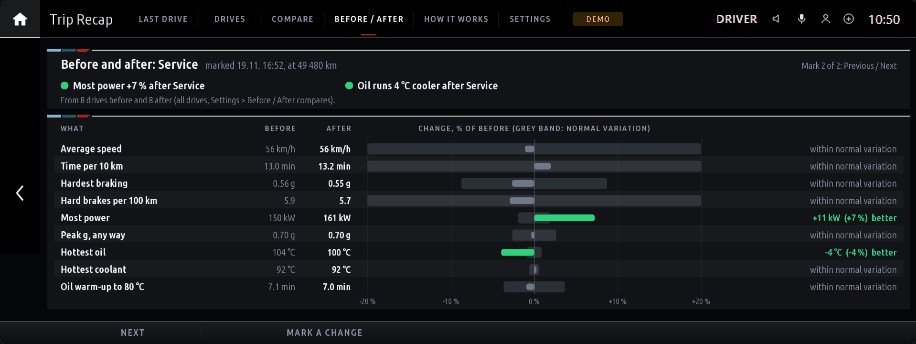 Trip Recap LAST DRIVE DRIVES COMPARE BEFORE / AFTER HOW IT WORKS SETTINGS DEMO DRIVER 10:50
Before and after: Service marked 19.11. 16:52, at 49 480 km Mark 2 of 2: Previous / Next
Most power +7 % after Service Oil runs 4 °C cooler after Service
From 8 drives before and 8 after (all drives, Settings > Before / After compares).
WHAT BEFORE AFTER CHANGE, % OF BEFORE (GREY BAND: NORMAL VARIATION)
Average speed 56 km/h 56 km/h within normal variation
Time per 10 km 13.0 min 13.2 min within normal variation
Hardest braking 0.56 g 0.55 g within normal variation
Hard brakes per 100 km 5.9 5.7 within normal variation
Most power 150 kW 161 kW +11 kW (+7 %) better
Peak g, any way 0.70 g 0.70 g within normal variation
Hottest oil 104 °C 100 °C -4 °C (-4 %) better
Hottest coolant 92 °C 92 °C within normal variation
Oil warm-up to 80 °C 7.1 min 7.0 min within normal variation
-20 % -10 % 0 % +10 % +20 %
NEXT MARK A CHANGE